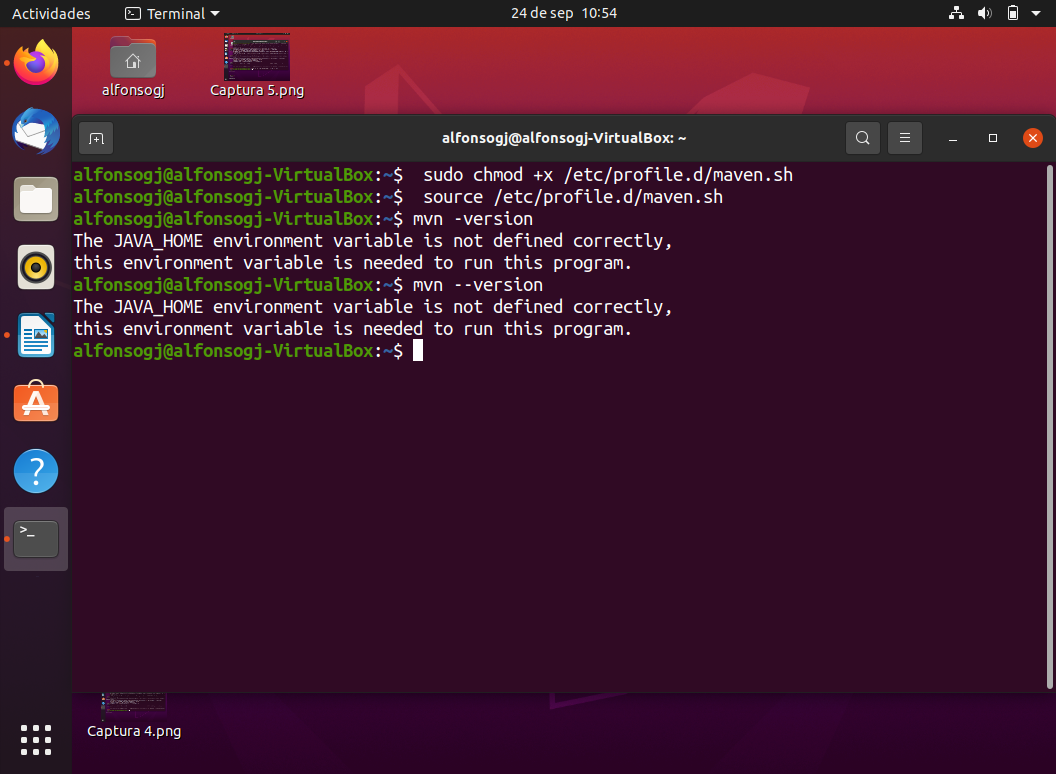 Actividades
Terminal
24 de sep 10:54
alfonsogj
Captura 5.png
alfonsogj@alfonsogj-VirtualBox: ~
alfonsogj@alfonsogj-VirtualBox:~$  sudo chmod +x /etc/profile.d/maven.sh
alfonsogj@alfonsogj-VirtualBox:~$  source /etc/profile.d/maven.sh
alfonsogj@alfonsogj-VirtualBox:~$ mvn -version
The JAVA_HOME environment variable is not defined correctly,
this environment variable is needed to run this program.
alfonsogj@alfonsogj-VirtualBox:~$ mvn --version
The JAVA_HOME environment variable is not defined correctly,
this environment variable is needed to run this program.
alfonsogj@alfonsogj-VirtualBox:~$
Captura 4.png